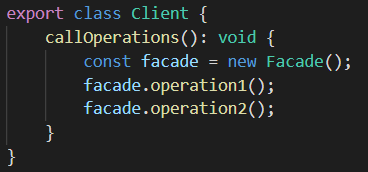 export class Client {
    callOperations(): void {
        const facade = new Facade();
        facade.operation1();
        facade.operation2();
    }
}